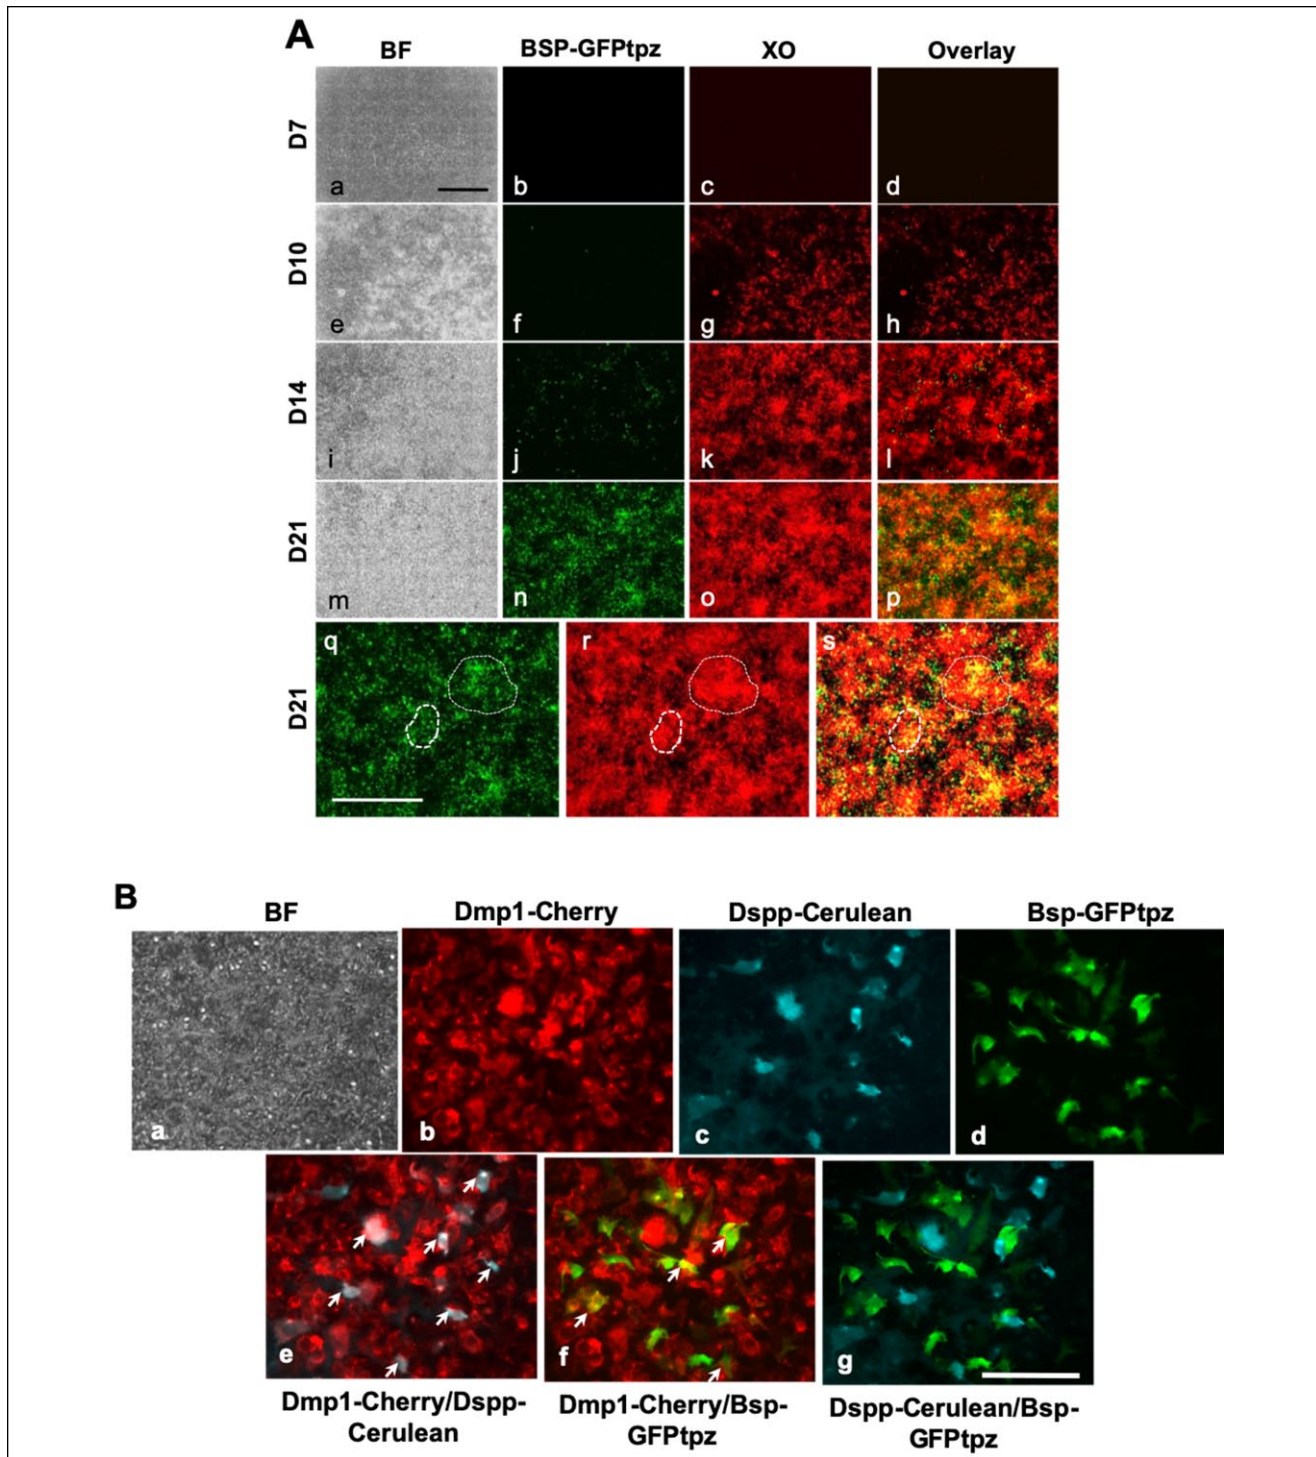 A
BF BSP-GFPtpz XO Overlay
D7
a b c d
D10
e f g h
D14
i j k l
D21
m n o p
D21
q r s
B
BF Dmp1-Cherry Dspp-Cerulean Bsp-GFPtpz
a b c d
e f g
Dmp1-Cherry/Dspp-
Cerulean
Dmp1-Cherry/Bsp-
GFPtpz
Dspp-Cerulean/Bsp-
GFPtpz